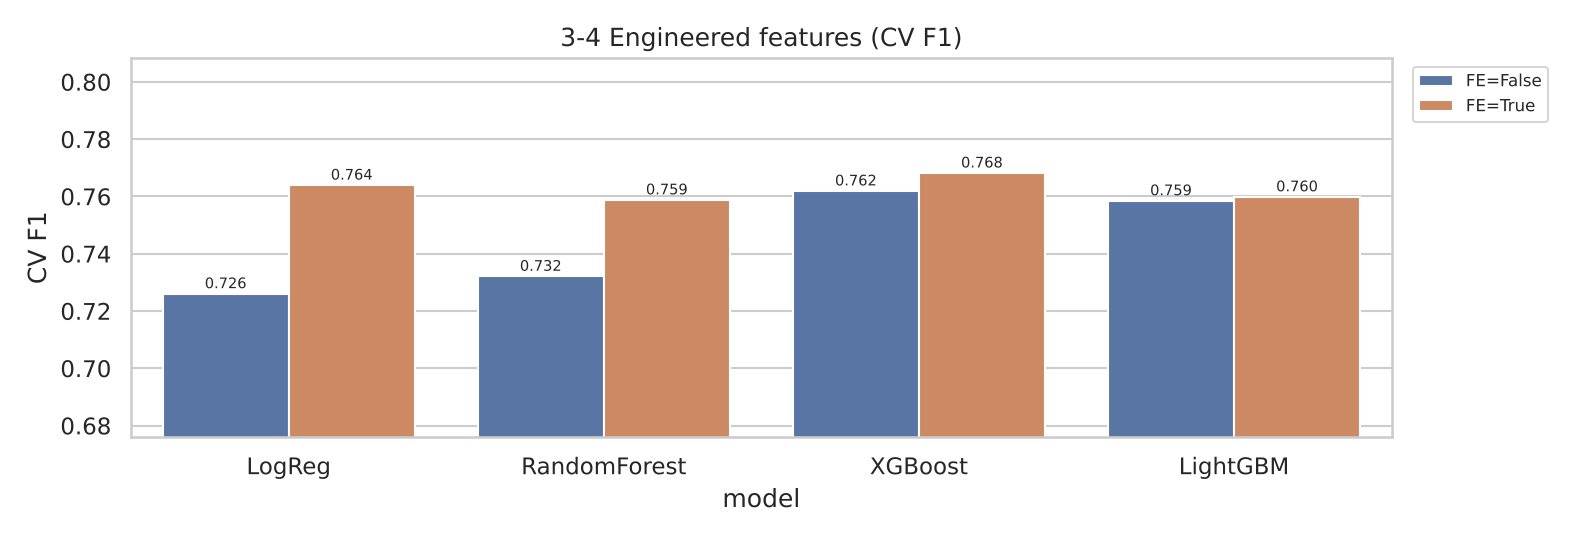 3-4 Engineered features (CV F1)
FE=False
FE=True
CV F1
0.80
0.78
0.76
0.74
0.72
0.70
0.68
0.726
0.764
0.732
0.759
0.762
0.768
0.759
0.760
LogReg
RandomForest
XGBoost
LightGBM
model